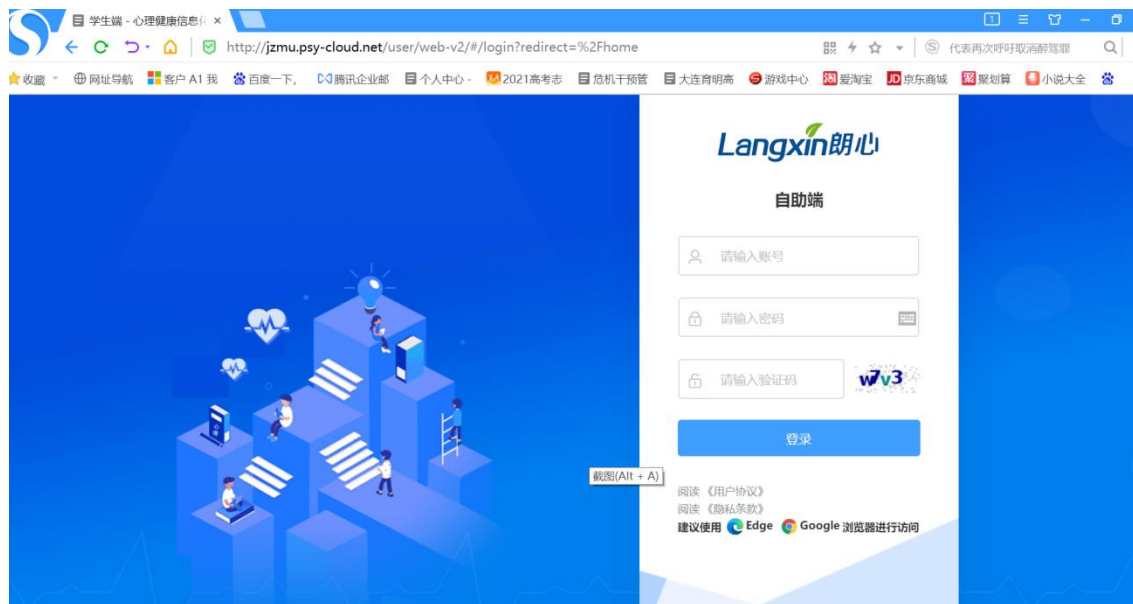 学生端 - 心理健康信息化
http://jzmu.psy-cloud.net/user/web-v2/#/login?redirect=%2Fhome
代表再次呼吁取消醉驾罪
收藏
网址导航
客户 A1 我
百度一下,
腾讯企业邮
个人中心 -
2021高考志
危机干预管
大连育明高
游戏中心
爱淘宝
京东商城
聚划算
小说大全
Langxin朗心
自助端
请输入账号
请输入密码
请输入验证码
w7v3
登录
截图(Alt + A)
阅读 《用户协议》
阅读 《隐私条款》
建议使用 Edge Google 浏览器进行访问